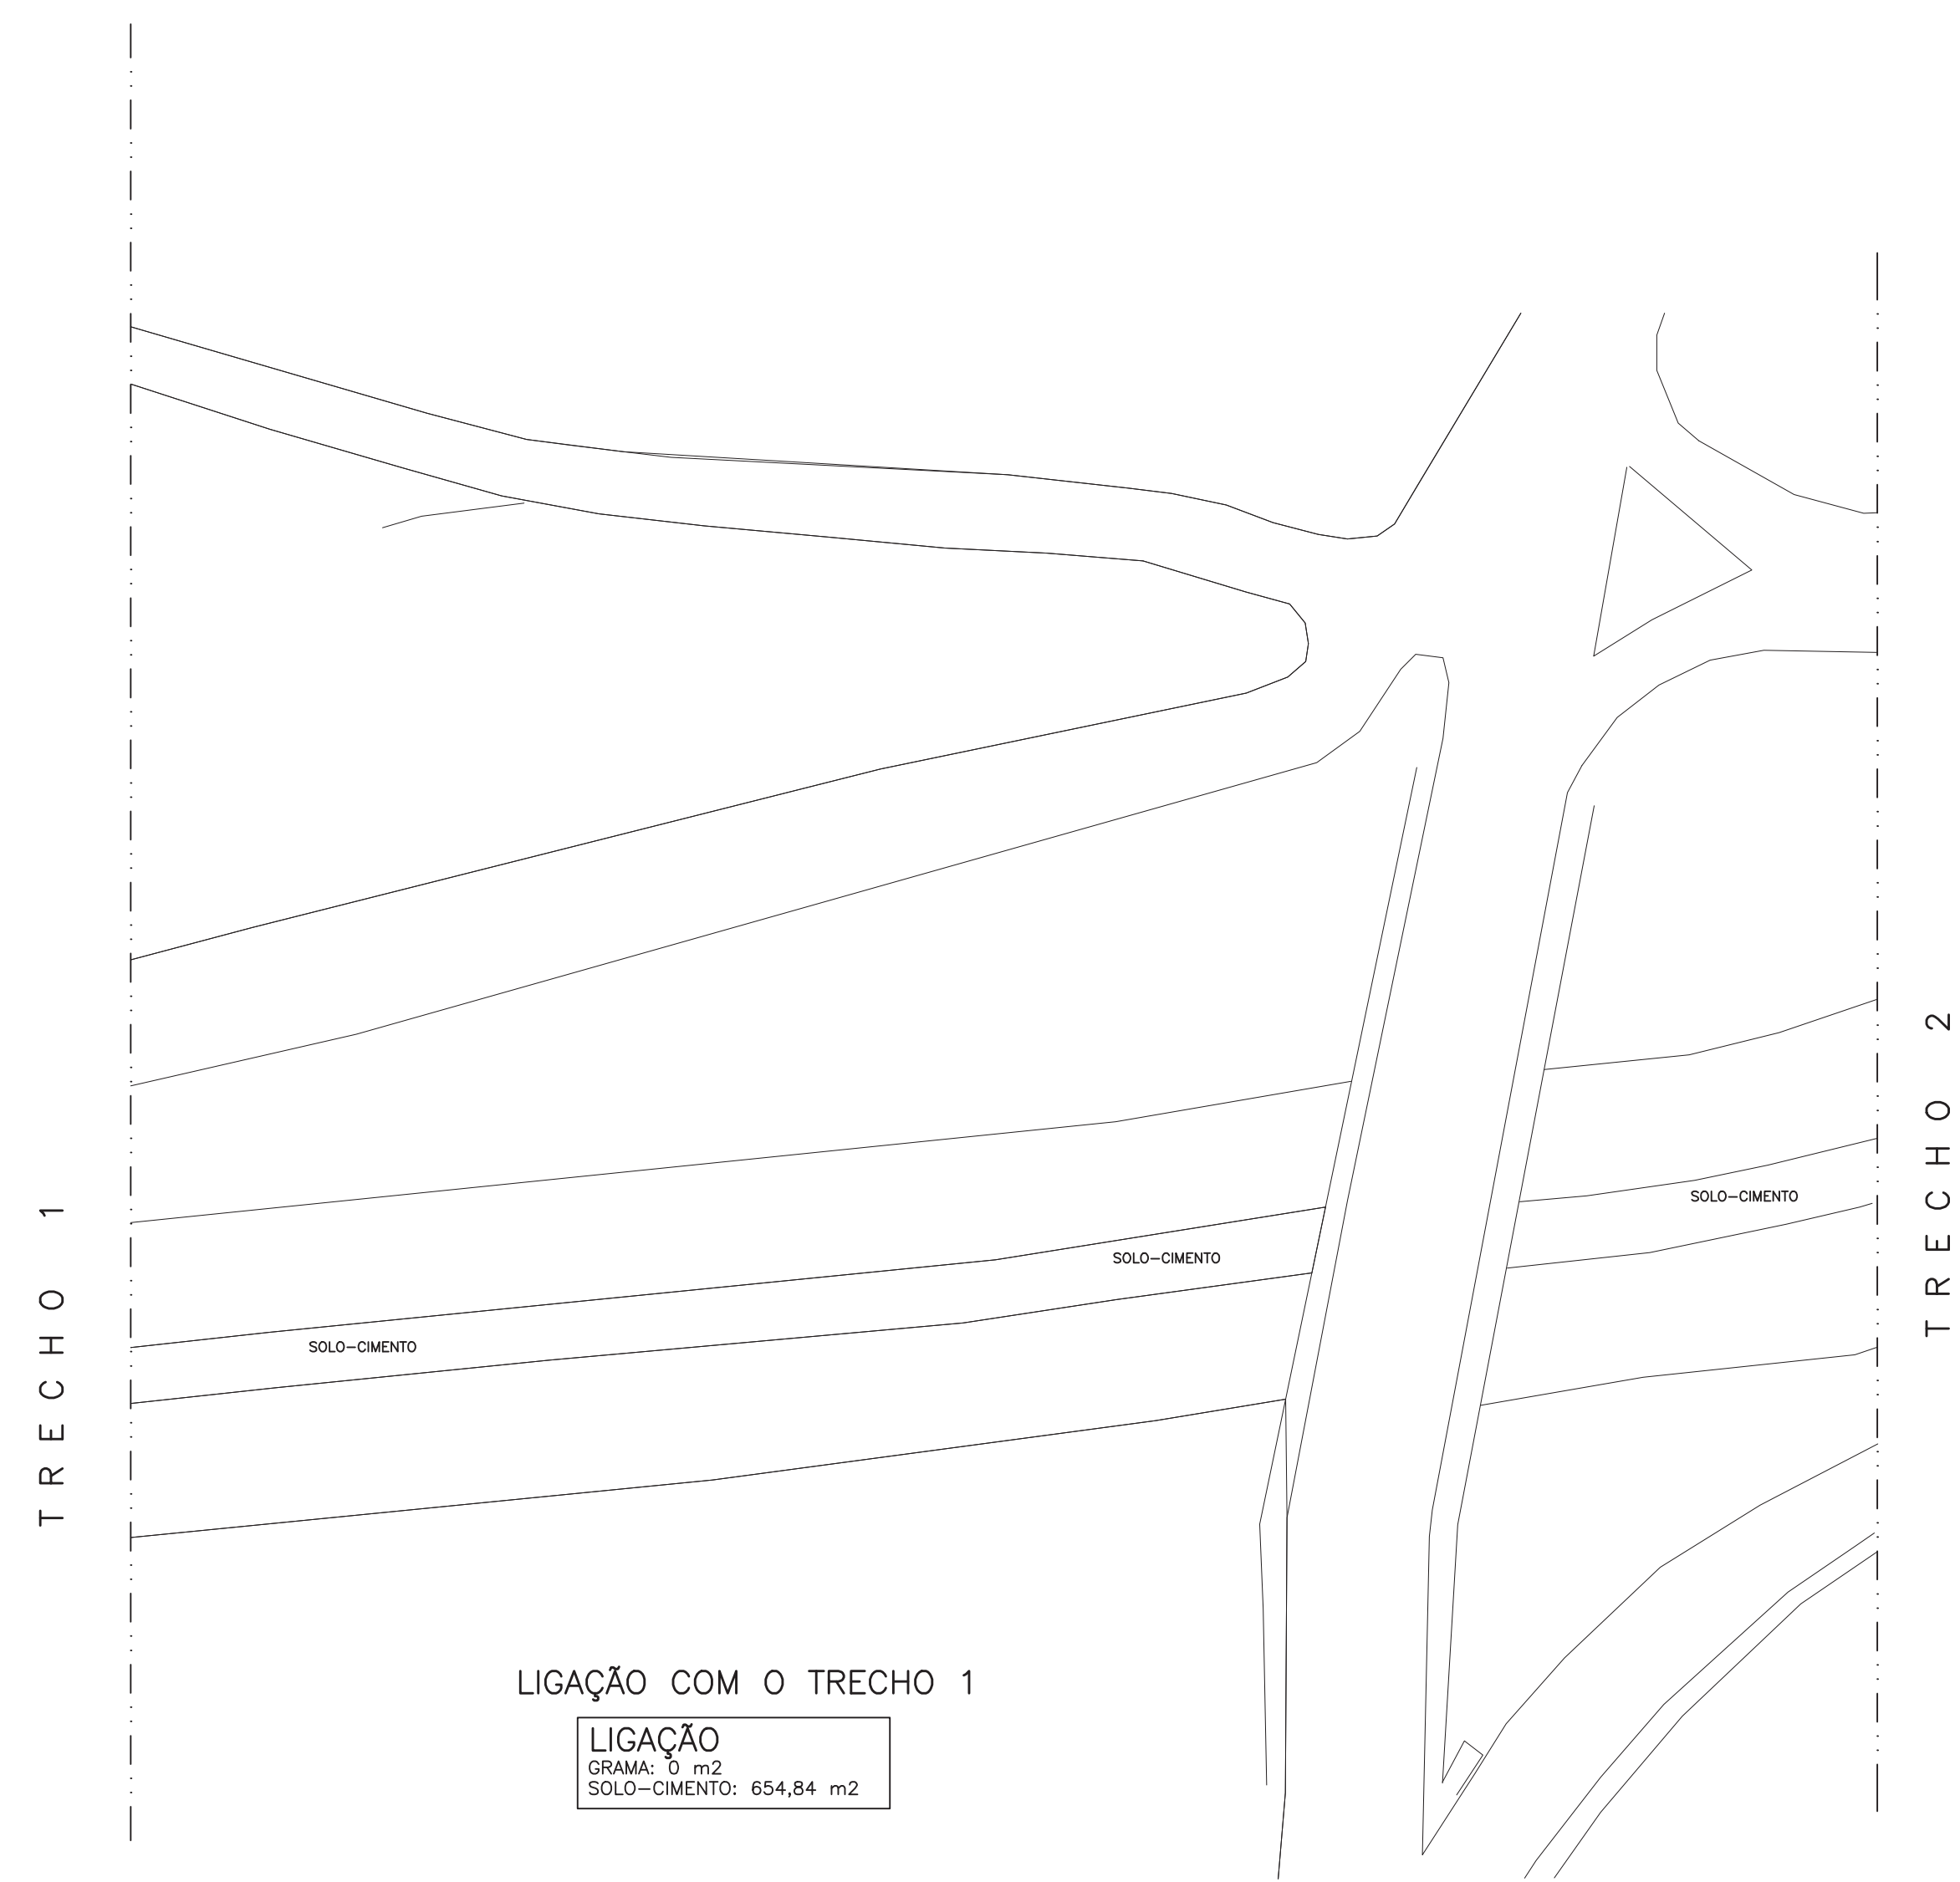 TRECHO 1
TRECHO 2
SOLO-CIMENTO
SOLO-CIMENTO
SOLO-CIMENTO
LIGAÇÃO COM O TRECHO 1
LIGAÇÃO
GRAMA: 0 m2
SOLO-CIMENTO: 654,84 m2